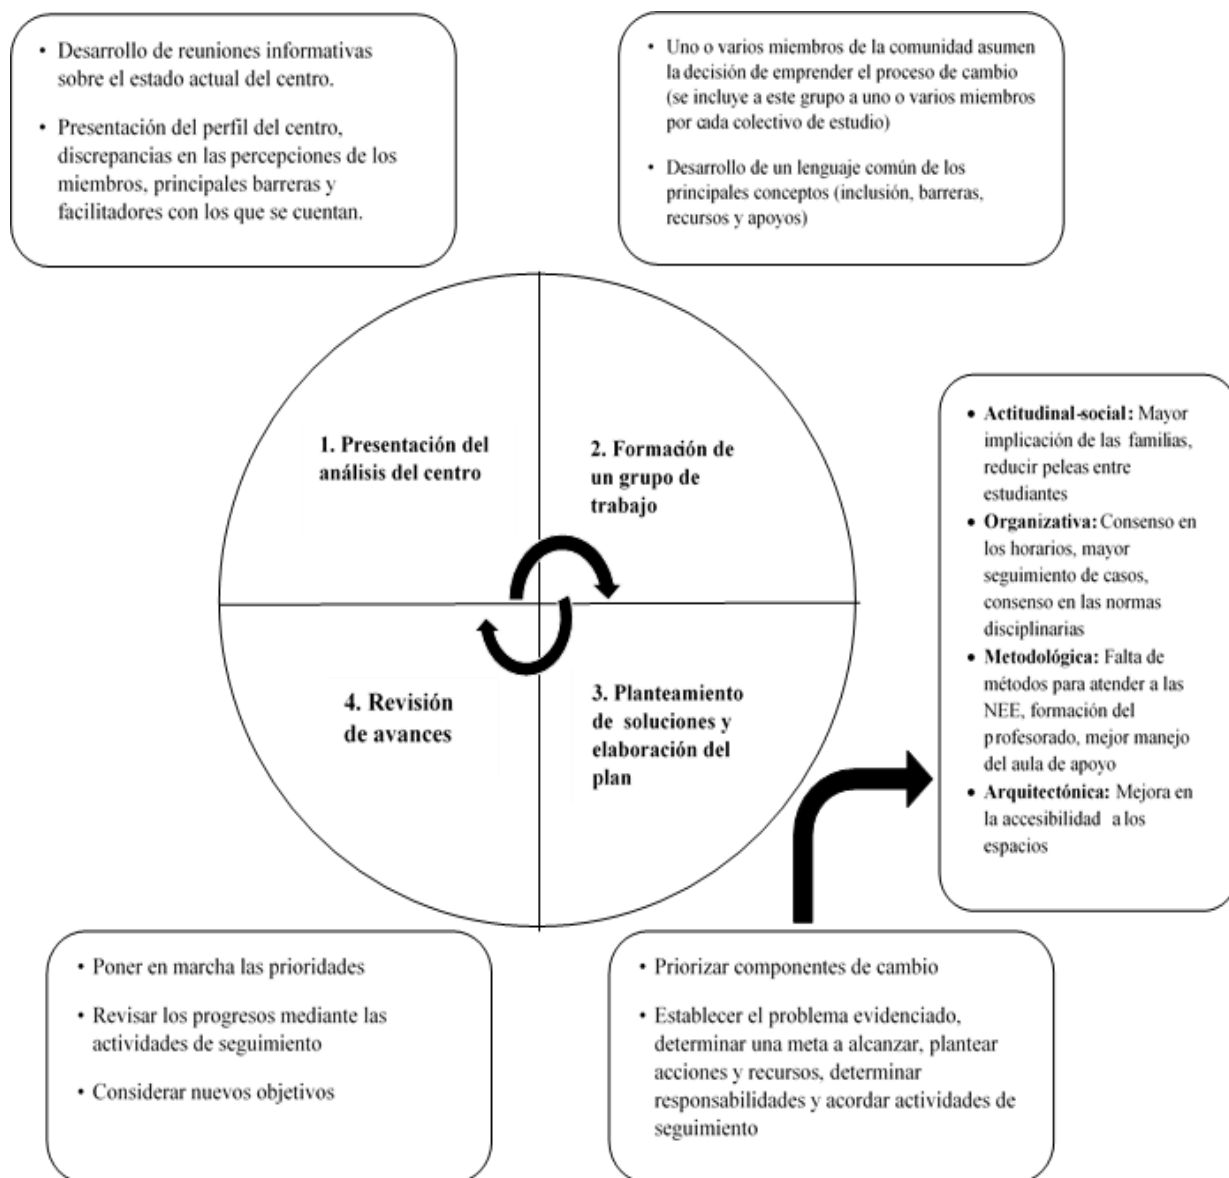 • Desarrollo de reuniones informativas
sobre el estado actual del centro.
• Presentación del perfil del centro,
discrepancias en las percepciones de los
miembros, principales barreras y
facilitadores con los que se cuentan.
• Uno o varios miembros de la comunidad asumen
la decisión de emprender el proceso de cambio
(se incluye a este grupo a uno o varios miembros
por cada colectivo de estudio)
• Desarrollo de un lenguaje común de los
principales conceptos (inclusión, barreras,
recursos y apoyos)
1. Presentación del
análisis del centro
2. Formación de
un grupo de
trabajo
3. Planteamiento
de soluciones y
elaboración del
plan
4. Revisión
de avances
• Actitudinal-social: Mayor
implicación de las familias,
reducir peleas entre
estudiantes
• Organizativa: Consenso en
los horarios, mayor
seguimiento de casos,
consenso en las normas
disciplinarias
• Metodológica: Falta de
métodos para atender a las
NEE, formación del
profesorado, mejor manejo
del aula de apoyo
• Arquitectónica: Mejora en
la accesibilidad a los
espacios
• Poner en marcha las prioridades
• Revisar los progresos mediante las
actividades de seguimiento
• Considerar nuevos objetivos
• Priorizar componentes de cambio
• Establecer el problema evidenciado,
determinar una meta a alcanzar, plantear
acciones y recursos, determinar
responsabilidades y acordar actividades de
seguimiento